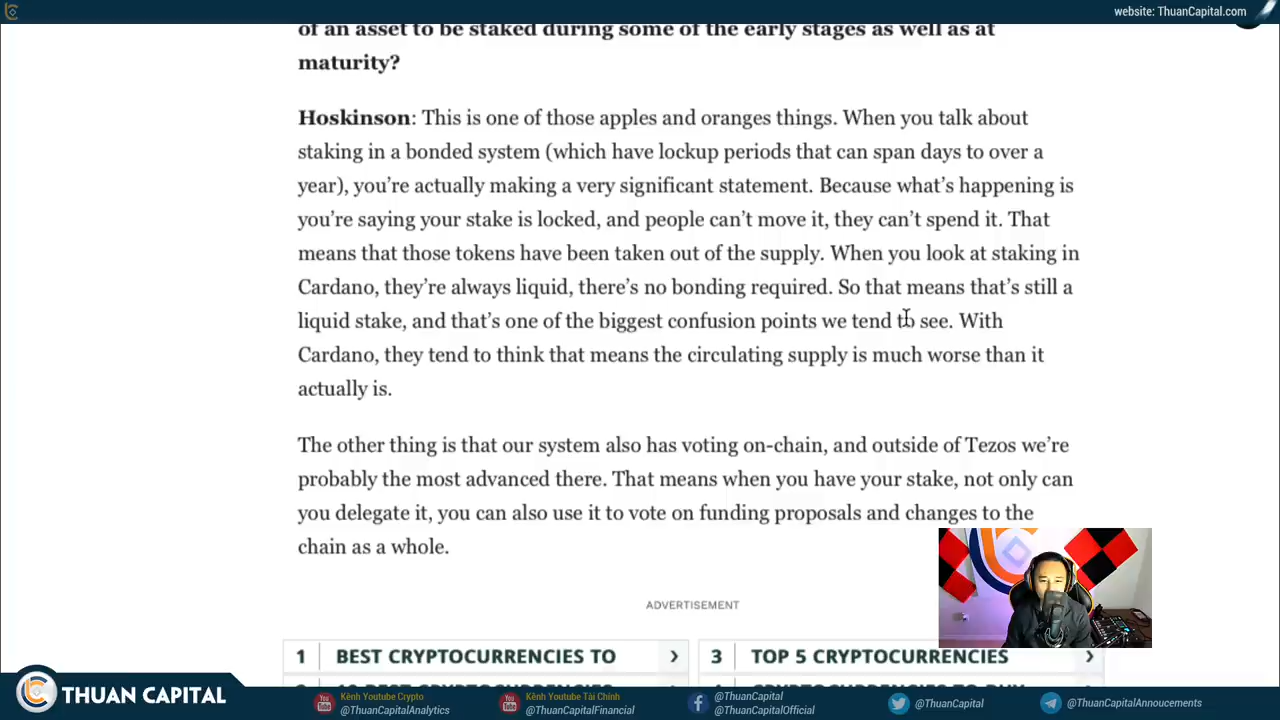 website: ThuanCapital.com
of an asset to be staked during some of the early stages as well as at
maturity?
Hoskinson: This is one of those apples and oranges things. When you talk about
staking in a bonded system (which have lockup periods that can span days to over a
year), you’re actually making a very significant statement. Because what’s happening is
you’re saying your stake is locked, and people can’t move it, they can’t spend it. That
means that those tokens have been taken out of the supply. When you look at staking in
Cardano, they’re always liquid, there’s no bonding required. So that means that’s still a
liquid stake, and that’s one of the biggest confusion points we tend to see. With
Cardano, they tend to think that means the circulating supply is much worse than it
actually is.
The other thing is that our system also has voting on-chain, and outside of Tezos we’re
probably the most advanced there. That means when you have your stake, not only can
you delegate it, you can also use it to vote on funding proposals and changes to the
chain as a whole.
ADVERTISEMENT
1 BEST CRYPTOCURRENCIES TO
3 TOP 5 CRYPTOCURRENCIES
THUAN CAPITAL
Kênh Youtube Crypto
@ThuanCapitalAnalytics
Kênh Youtube Tài Chính
@ThuanCapitalFinancial
@ThuanCapital
@ThuanCapitalOfficial
@ThuanCapital
@ThuanCapitalAnnoucements